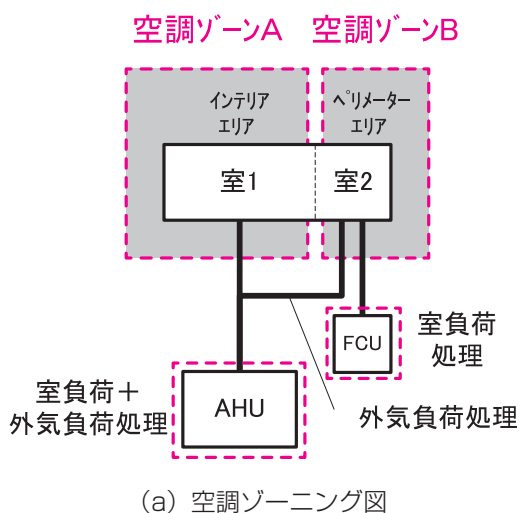 空調ゾーンA 空調ゾーンB
インテリア
エリア
ペリメーター
エリア
室1 室2
FCU
室負荷
処理
AHU
室負荷＋
外気負荷処理
外気負荷処理
（a）空調ゾーニング図